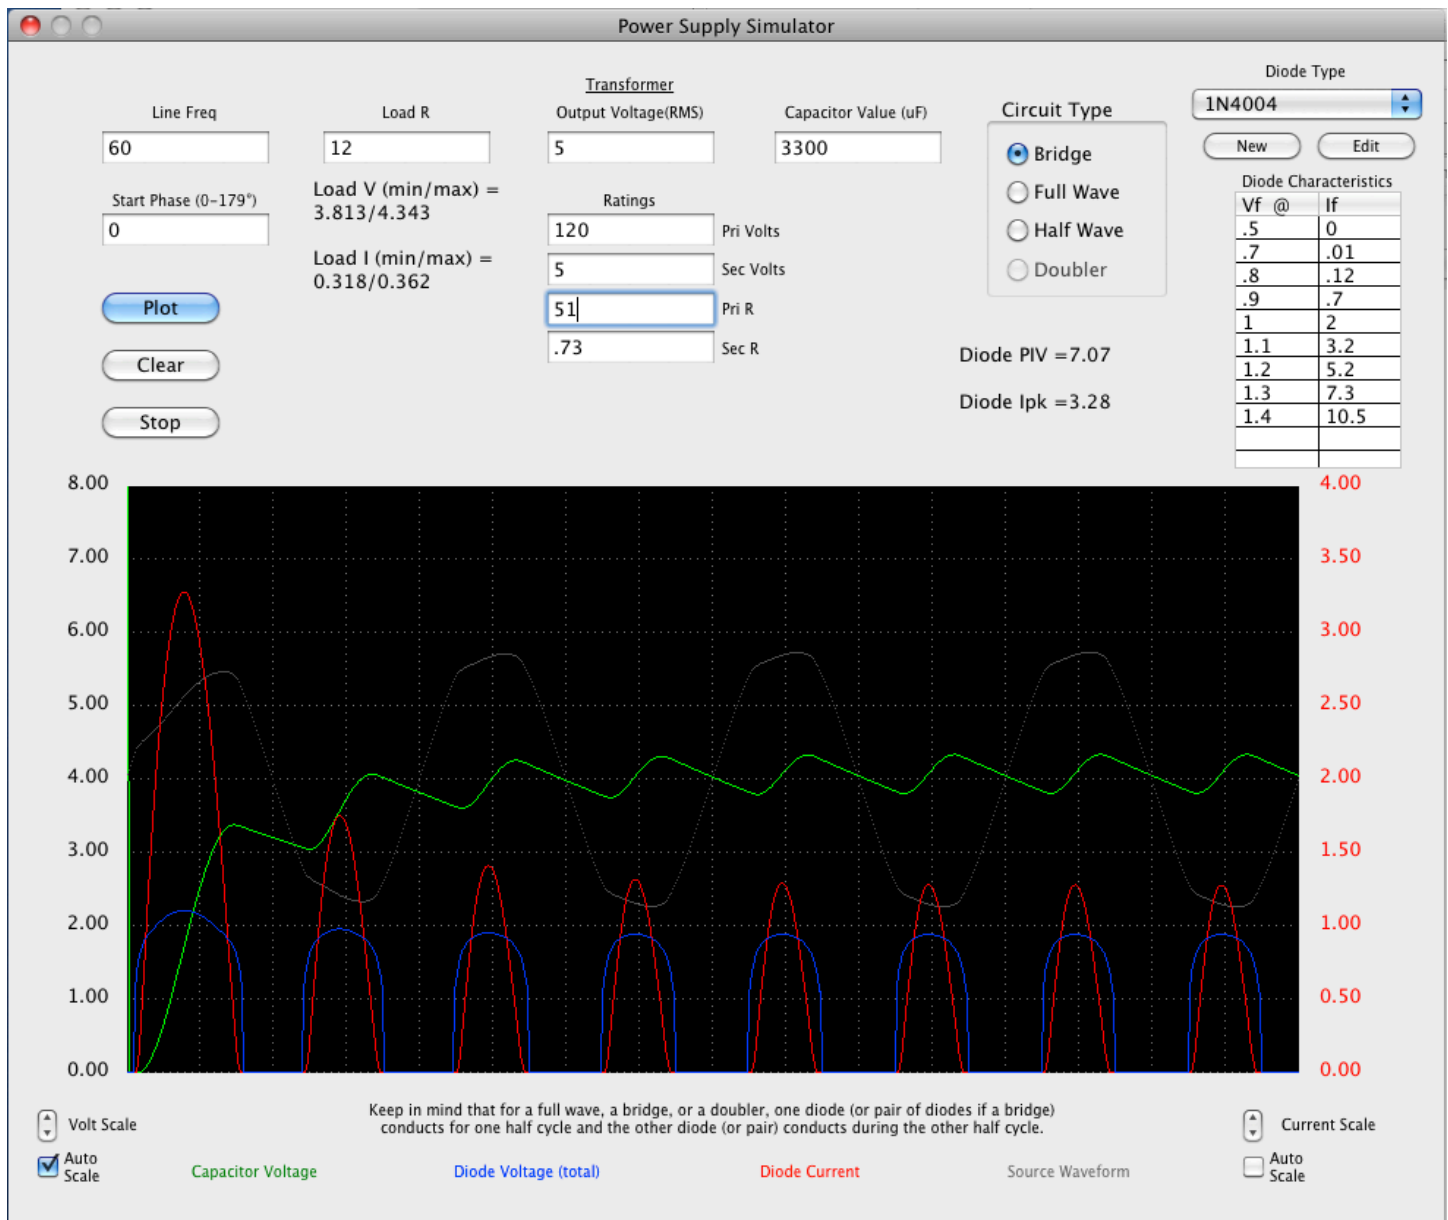 Power Supply Simulator
Diode Type
Transformer
Line Freq
Load R
Output Voltage(RMS)
Capacitor Value (uF)
Circuit Type
1N4004
60
12
5
3300
Bridge
New
Edit
Start Phase (0-179°)
Load V (min/max) =
3.813/4.343
Ratings
Full Wave
Diode Characteristics
Vf @
If
0
120
Pri Volts
Half Wave
.5
0
Load I (min/max) =
0.318/0.362
5
Sec Volts
Doubler
.7
.01
.8
.12
Plot
51
Pri R
.9
.7
1
2
Clear
.73
Sec R
Diode PIV =7.07
1.1
3.2
1.2
5.2
Diode Ipk =3.28
1.3
7.3
Stop
1.4
10.5
8.00
4.00
7.00
3.50
6.00
3.00
5.00
2.50
4.00
2.00
3.00
1.50
2.00
1.00
1.00
0.50
0.00
0.00
Keep in mind that for a full wave, a bridge, or a doubler, one diode (or pair of diodes if a bridge)
conducts for one half cycle and the other diode (or pair) conducts during the other half cycle.
Volt Scale
Current Scale
Auto
Scale
Capacitor Voltage
Diode Voltage (total)
Diode Current
Source Waveform
Auto
Scale